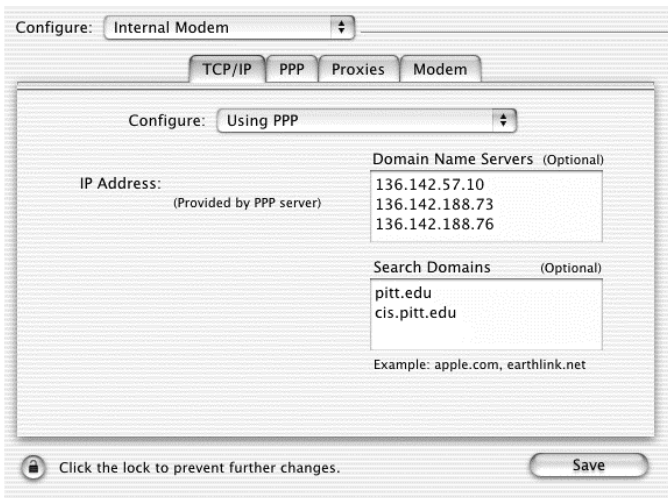 Configure: Internal Modem
TCP/IP PPP Proxies Modem
Configure: Using PPP
Domain Name Servers (Optional)
IP Address:
(Provided by PPP server)
136.142.57.10
136.142.188.73
136.142.188.76
Search Domains (Optional)
pitt.edu
cis.pitt.edu
Example: apple.com, earthlink.net
Click the lock to prevent further changes.
Save